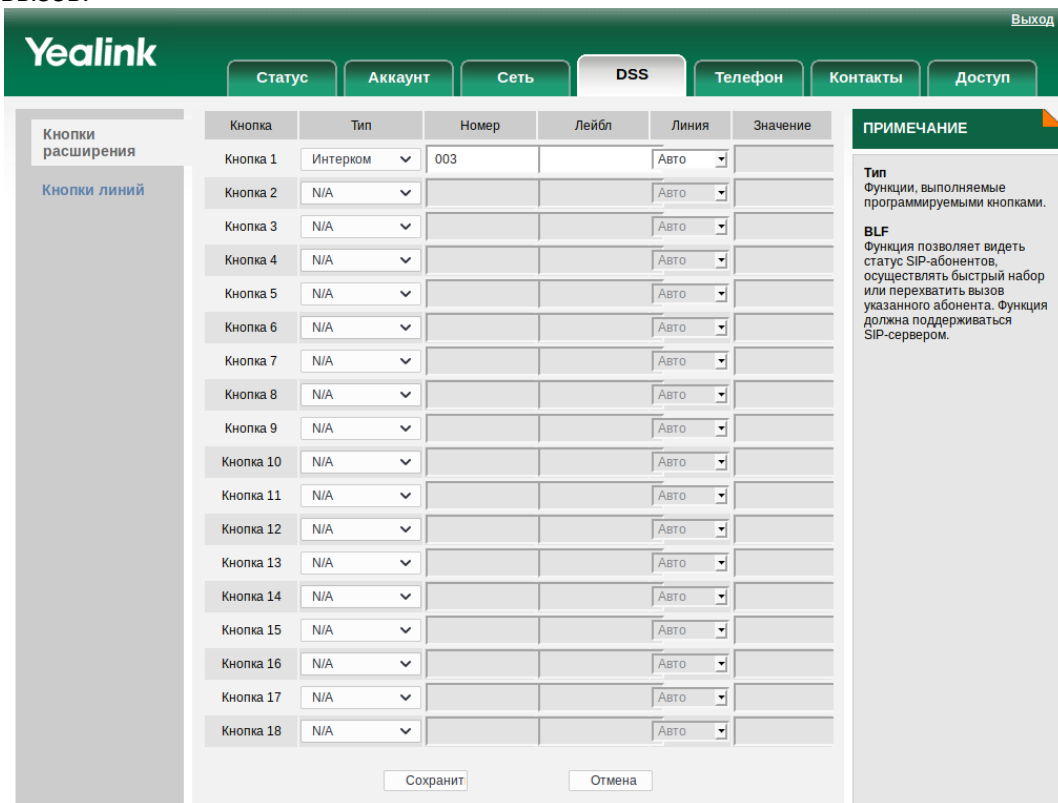 Выход
Yealink
Статус Аккаунт Сеть DSS Телефон Контакты Доступ
Кнопки
расширения
Кнопки линий
Кнопка Тип Номер Лейбл Линия Значение
Кнопка 1 Интерком 003 Авто
Кнопка 2 N/A Авто
Кнопка 3 N/A Авто
Кнопка 4 N/A Авто
Кнопка 5 N/A Авто
Кнопка 6 N/A Авто
Кнопка 7 N/A Авто
Кнопка 8 N/A Авто
Кнопка 9 N/A Авто
Кнопка 10 N/A Авто
Кнопка 11 N/A Авто
Кнопка 12 N/A Авто
Кнопка 13 N/A Авто
Кнопка 14 N/A Авто
Кнопка 15 N/A Авто
Кнопка 16 N/A Авто
Кнопка 17 N/A Авто
Кнопка 18 N/A Авто
Сохранит Отмена
ПРИМЕЧАНИЕ
Тип
Функции, выполняемые
программируемыми кнопками.
BLF
Функция позволяет видеть
статус SIP-абонентов,
осуществлять быстрый набор
или перехватить вызов
указанного абонента. Функция
должна поддерживаться
SIP-сервером.